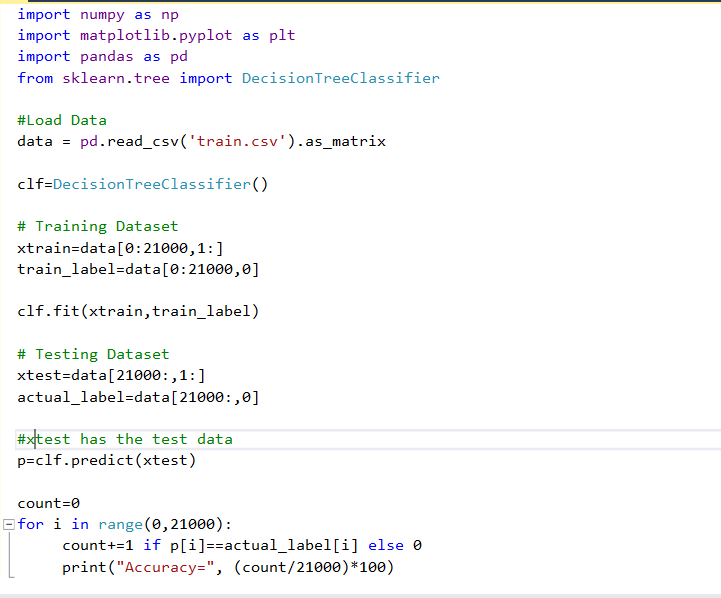 import numpy as np
import matplotlib.pyplot as plt
import pandas as pd
from sklearn.tree import DecisionTreeClassifier
#Load Data
data = pd.read_csv('train.csv').as_matrix
clf=DecisionTreeClassifier()
# Training Dataset
xtrain=data[0:21000,1:]
train_label=data[0:21000,0]
clf.fit(xtrain,train_label)
# Testing Dataset
xtest=data[21000:,1:]
actual_label=data[21000:,0]
#xtest has the test data
p=clf.predict(xtest)
count=0
for i in range(0,21000):
     count+=1 if p[i]==actual_label[i] else 0
     print("Accuracy=", (count/21000)*100)